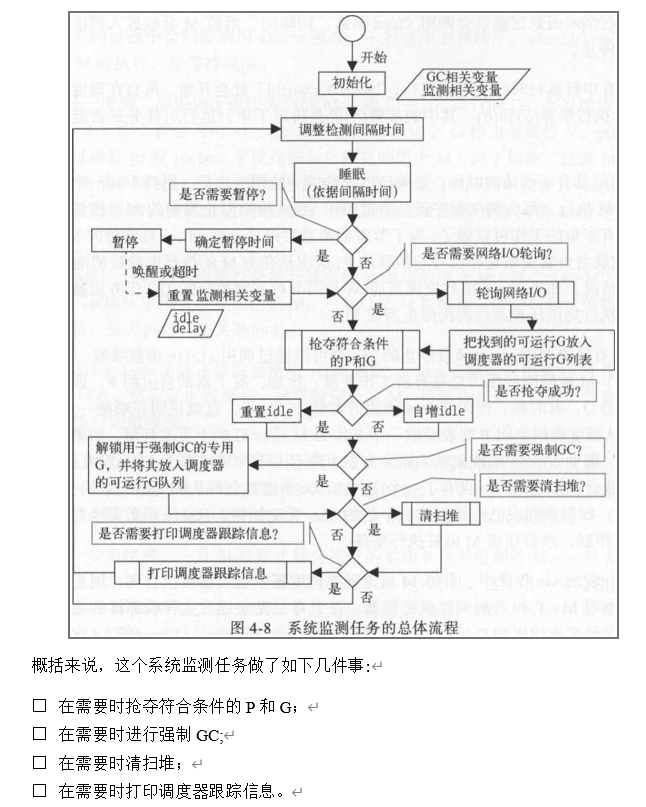 开始
初始化
GC相关变量
监测相关变量
调整检测间隔时间
睡眠
(依据间隔时间)
是否需要暂停?
暂停
确定暂停时间
是
否
是否需要网络I/O轮询?
唤醒或超时
重置监测相关变量
idle
delay
否
是
轮询网络I/O
抢夺符合条件
的P和G
把找到的可运行G放入
调度器的可运行G列表
是否抢夺成功?
重置idle
自增idle
是
否
是否需要强制GC?
解锁用于强制GC的专用
G,并将其放入调度器
的可运行G队列
是
否
是否需要清扫堆?
是否需要打印调度器跟踪信息?
否
是
清扫堆
打印调度器跟踪信息
是
否
图 4-8 系统监测任务的总体流程
概括来说,这个系统监测任务做了如下几件事:↵
□ 在需要时抢夺符合条件的 P 和 G;↵
□ 在需要时进行强制 GC;↵
□ 在需要时清扫堆;↵
□ 在需要时打印调度器跟踪信息。↵